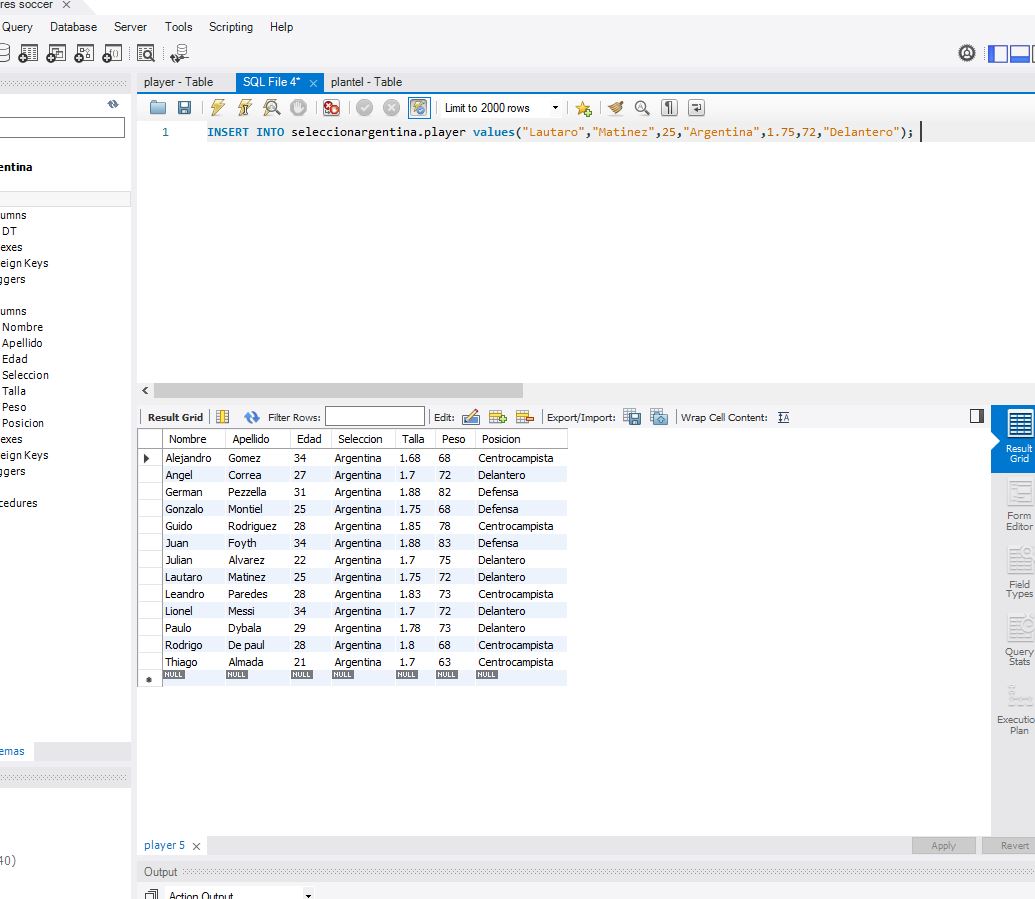 res soccer
Query Database Server Tools Scripting Help
player - Table SQL File 4* plantel - Table
Limit to 2000 rows
1 INSERT INTO seleccionargentina.player values("Lautaro","Matinez",25,"Argentina",1.75,72,"Delantero");
entina
umns
DT
exes
eign Keys
ggers
umns
Nombre
Apellido
Edad
Seleccion
Talla
Peso
Posicion
exes
eign Keys
ggers
cedures
emas
40)
Result Grid Filter Rows: Edit: Export/Import: Wrap Cell Content:
Nombre Apellido Edad Seleccion Talla Peso Posicion
Alejandro Gomez 34 Argentina 1.68 68 Centrocampista
Angel Correa 27 Argentina 1.7 72 Delantero
German Pezzella 31 Argentina 1.88 82 Defensa
Gonzalo Montiel 25 Argentina 1.75 68 Defensa
Guido Rodriguez 28 Argentina 1.85 78 Centrocampista
Juan Foyth 34 Argentina 1.88 83 Defensa
Julian Alvarez 22 Argentina 1.7 75 Delantero
Lautaro Matinez 25 Argentina 1.75 72 Delantero
Leandro Paredes 28 Argentina 1.83 73 Centrocampista
Lionel Messi 34 Argentina 1.7 72 Delantero
Paulo Dybala 29 Argentina 1.78 73 Delantero
Rodrigo De paul 28 Argentina 1.8 68 Centrocampista
Thiago Almada 21 Argentina 1.7 63 Centrocampista
NULL NULL NULL NULL NULL NULL NULL
Result
Grid
Form
Editor
Field
Types
Query
Stats
Executio
Plan
player 5 Apply Revert
Output
Action Output